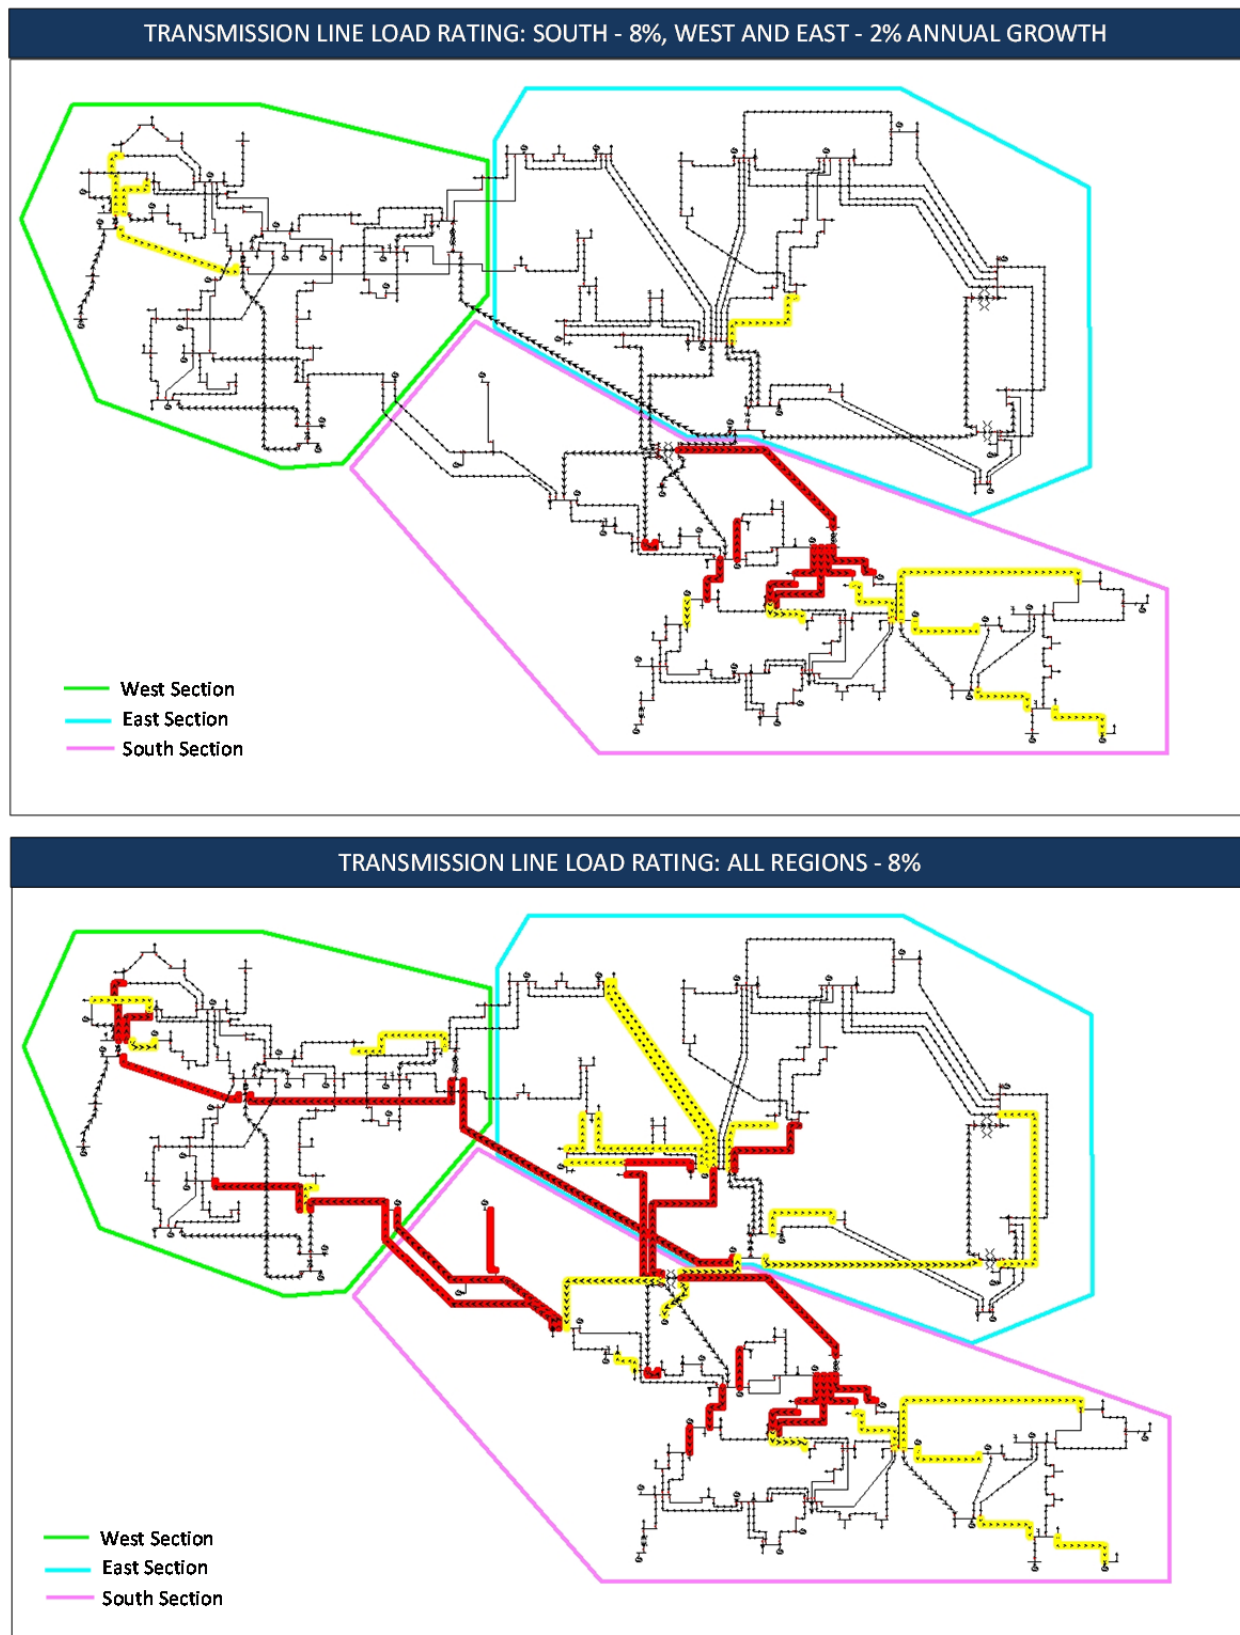 TRANSMISSION LINE LOAD RATING: SOUTH - 8%, WEST AND EAST - 2% ANNUAL GROWTH
West Section
East Section
South Section
TRANSMISSION LINE LOAD RATING: ALL REGIONS - 8%
West Section
East Section
South Section